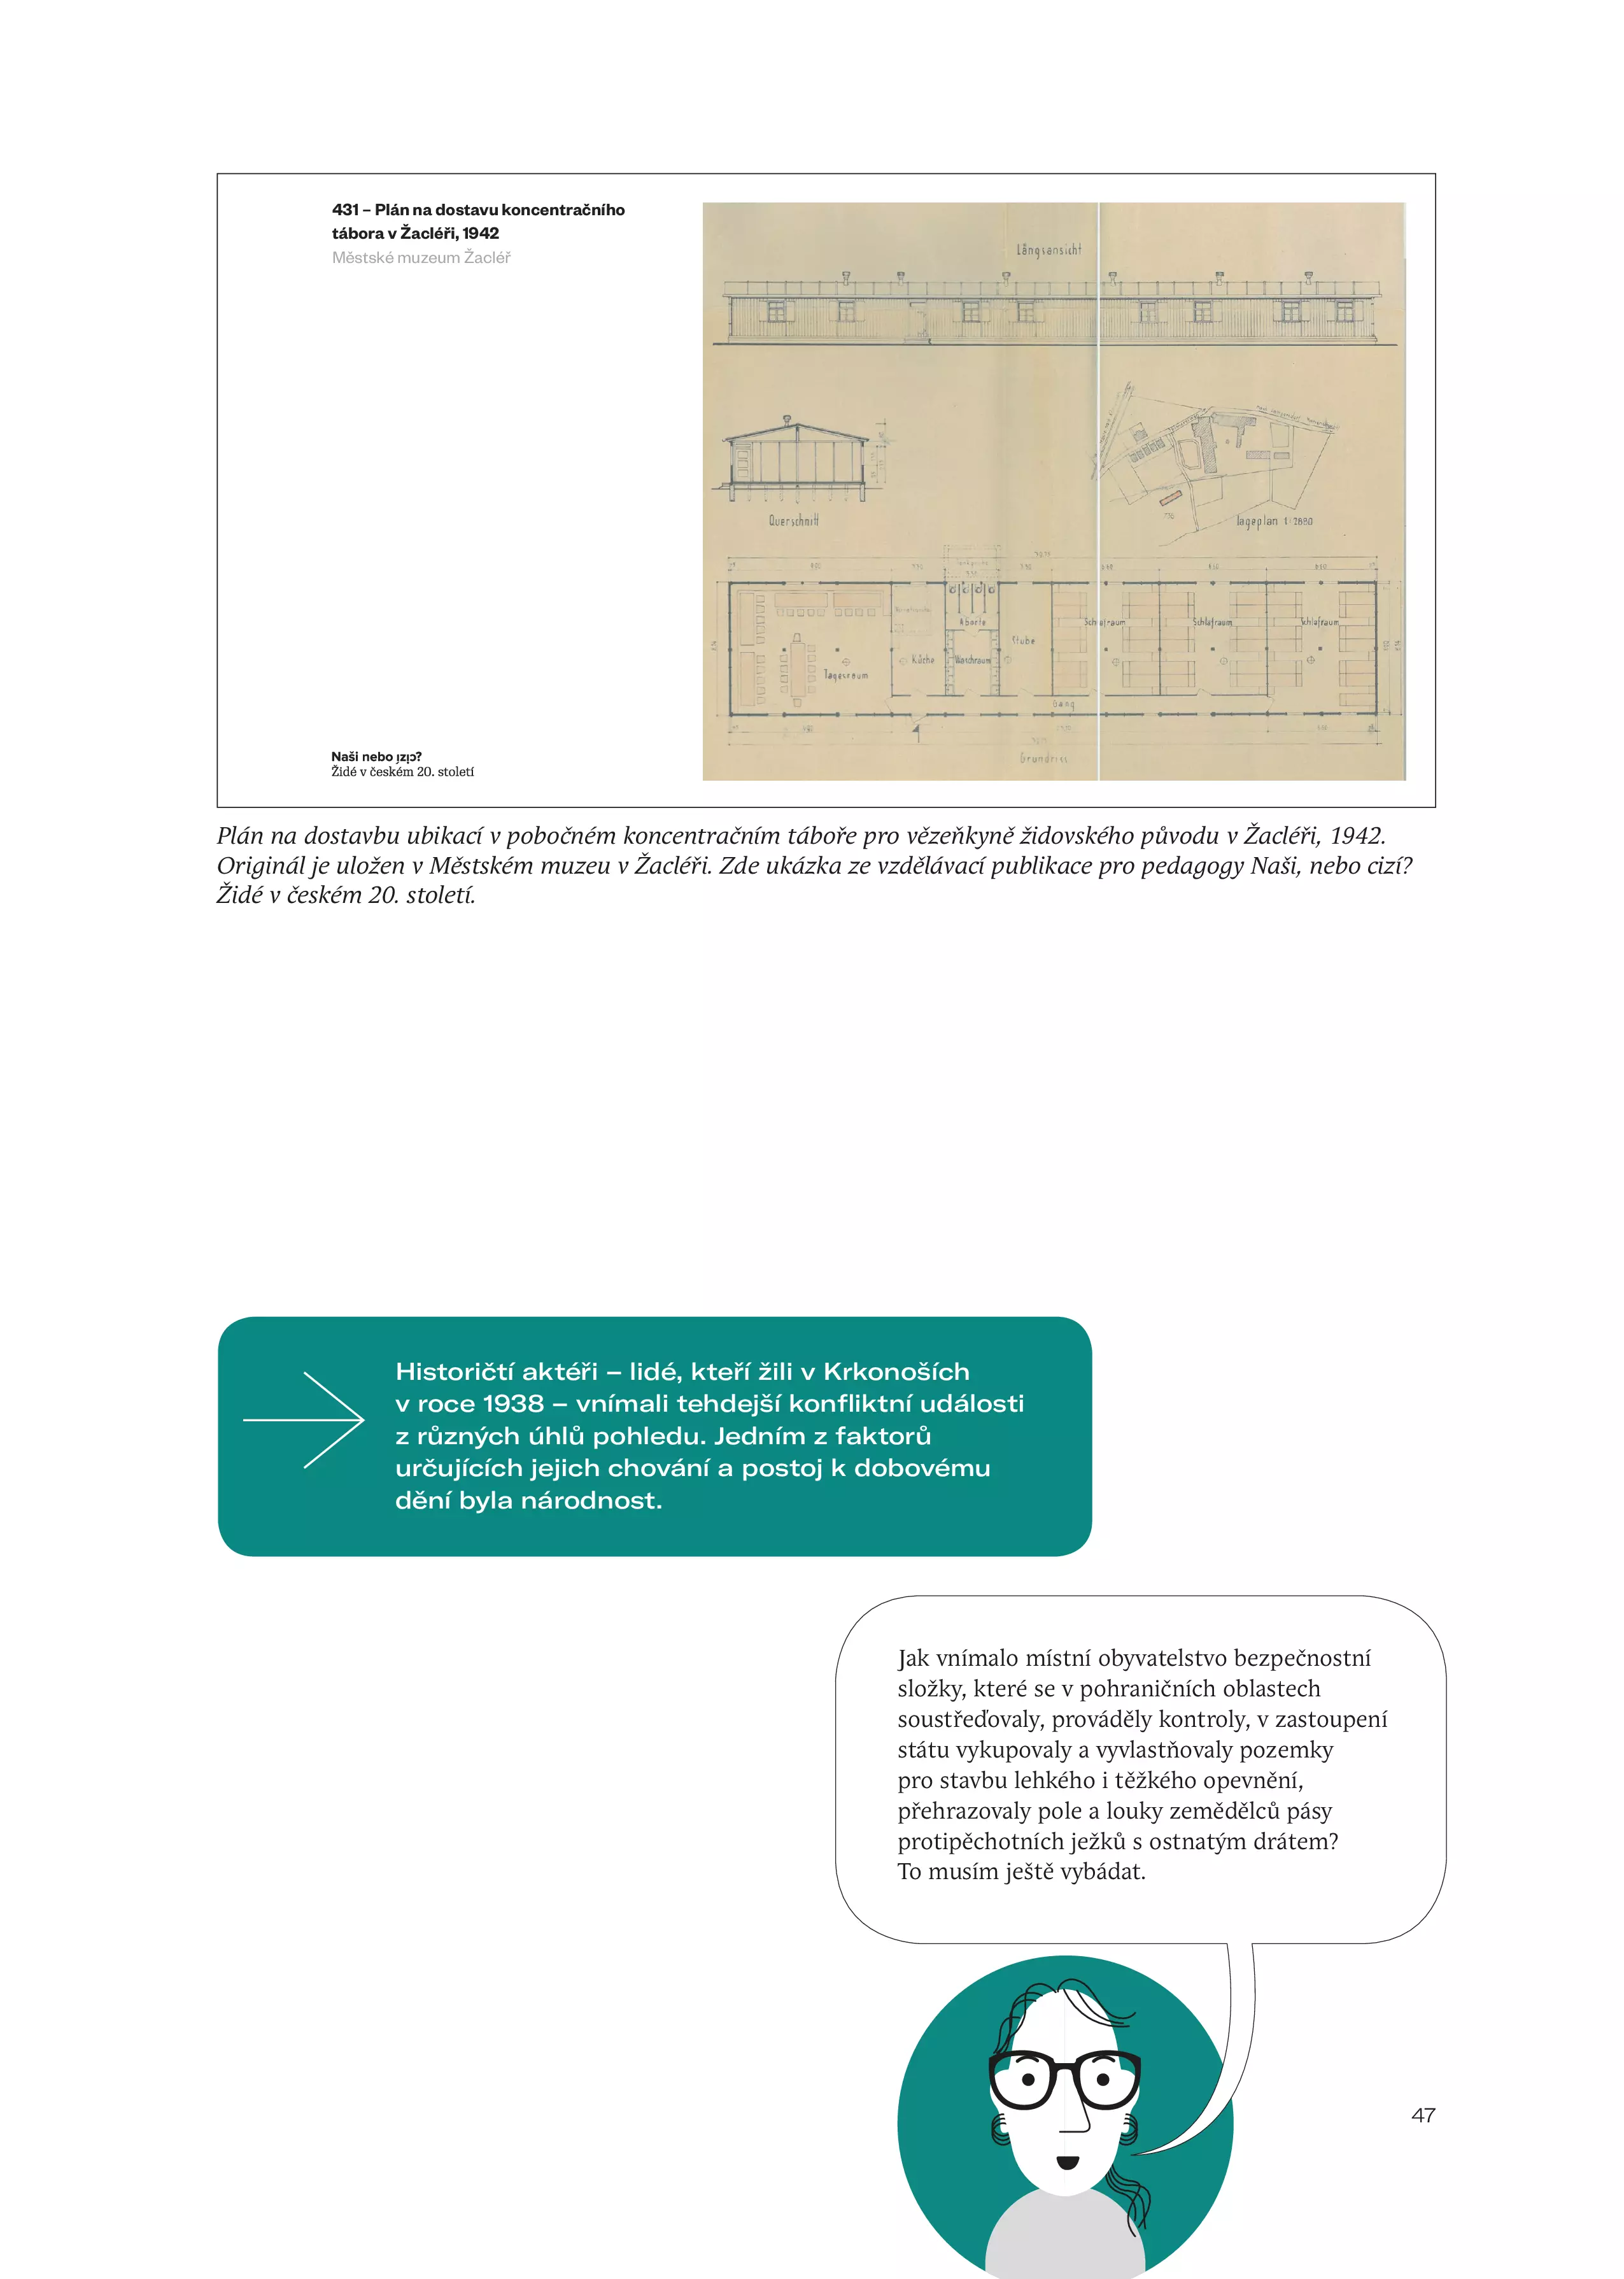 431 – Plán na dostavu koncentračního
tábora v Žacléři, 1942
Městské muzeum Žacléř
Längsansicht
Querschnitt
Lageplan 1:2880
Aborte
Stube
Schlafraum
Schlafraum
Schlafraum
Küche
Waschraum
Tagesraum
Gang
Grundriss
Naši nebo cizí?
Židé v českém 20. století
Plán na dostavbu ubikací v pobočném koncentračním táboře pro vězeňkyně židovského původu v Žacléři, 1942.
Originál je uložen v Městském muzeu v Žacléři. Zde ukázka ze vzdělávací publikace pro pedagogy Naši, nebo cizí?
Židé v českém 20. století.
Historičtí aktéři – lidé, kteří žili v Krkonoších
v roce 1938 – vnímali tehdejší konfliktní události
z různých úhlů pohledu. Jedním z faktorů
určujících jejich chování a postoj k dobovému
dění byla národnost.
Jak vnímalo místní obyvatelstvo bezpečnostní
složky, které se v pohraničních oblastech
soustřeďovaly, prováděly kontroly, v zastoupení
státu vykupovaly a vyvlastňovaly pozemky
pro stavbu lehkého i těžkého opevnění,
přehrazovaly pole a louky zemědělců pásy
protipěchotních ježků s ostnatým drátem?
To musím ještě vybádat.
47